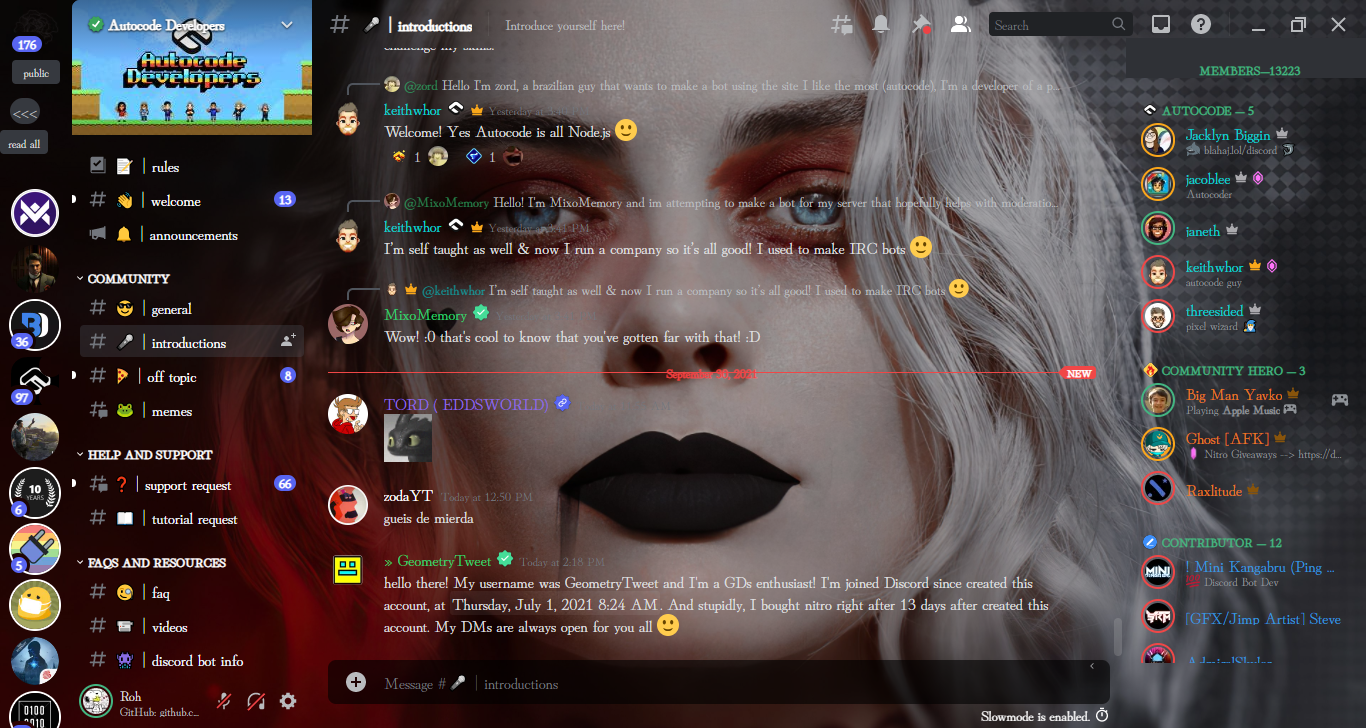 176
public
<<<
read all
36
97
10
YEARS
6
5
Autocode Developers
Autocode
Developers
rules
welcome
13
announcements
COMMUNITY
general
introductions
off topic
8
memes
HELP AND SUPPORT
support request
66
tutorial request
FAQS AND RESOURCES
faq
videos
discord bot info
Roh
GitHub: github.c...
introductions
Introduce yourself here!
Search
challenge my skills.
@zord Hello I'm zord, a brazilian guy that wants to make a bot using the site I like the most (autocode), I'm a developer of a p...
keithwhor Yesterday at
Welcome! Yes Autocode is all Node.js 🙂
1 1
@MixoMemory Hello! I'm MixoMemory and im attempting to make a bot for my server that hopefully helps with moderatio...
keithwhor Yesterday at 3:41 PM
I'm self taught as well & now I run a company so it's all good! I used to make IRC bots 🙂
@keithwhor I'm self taught as well & now I run a company so it's all good! I used to make IRC bots 🙂
MixoMemory
Wow! :0 that's cool to know that you've gotten far with that! :D
September 30, 2021
NEW
TORD ( EDDSWORLD)
zodaYT Today at 12:50 PM
gueis de mierda
» GeometryTweet Today at 2:18 PM
hello there! My username was GeometryTweet and I'm a GDs enthusiast! I'm joined Discord since created this
account, at Thursday, July 1, 2021 8:24 AM. And stupidly, I bought nitro right after 13 days after created this
account. My DMs are always open for you all 🙂
Message # 🎤 | introductions
Slowmode is enabled.
MEMBERS—13223
AUTOCODE — 5
Jacklyn Biggin
blahaj.lol/discord
jacoblee
Autocoder
janeth
keithwhor
autocode guy
threesided
pixel wizard
COMMUNITY HERO — 3
Big Man Yavko
Playing Apple Music
Ghost [AFK]
Nitro Giveaways --> https://d...
Raxlitude
CONTRIBUTOR — 12
! Mini Kangabru (Ping ...
MINI
Discord Bot Dev
[GFX/Jimp Artist] Steve